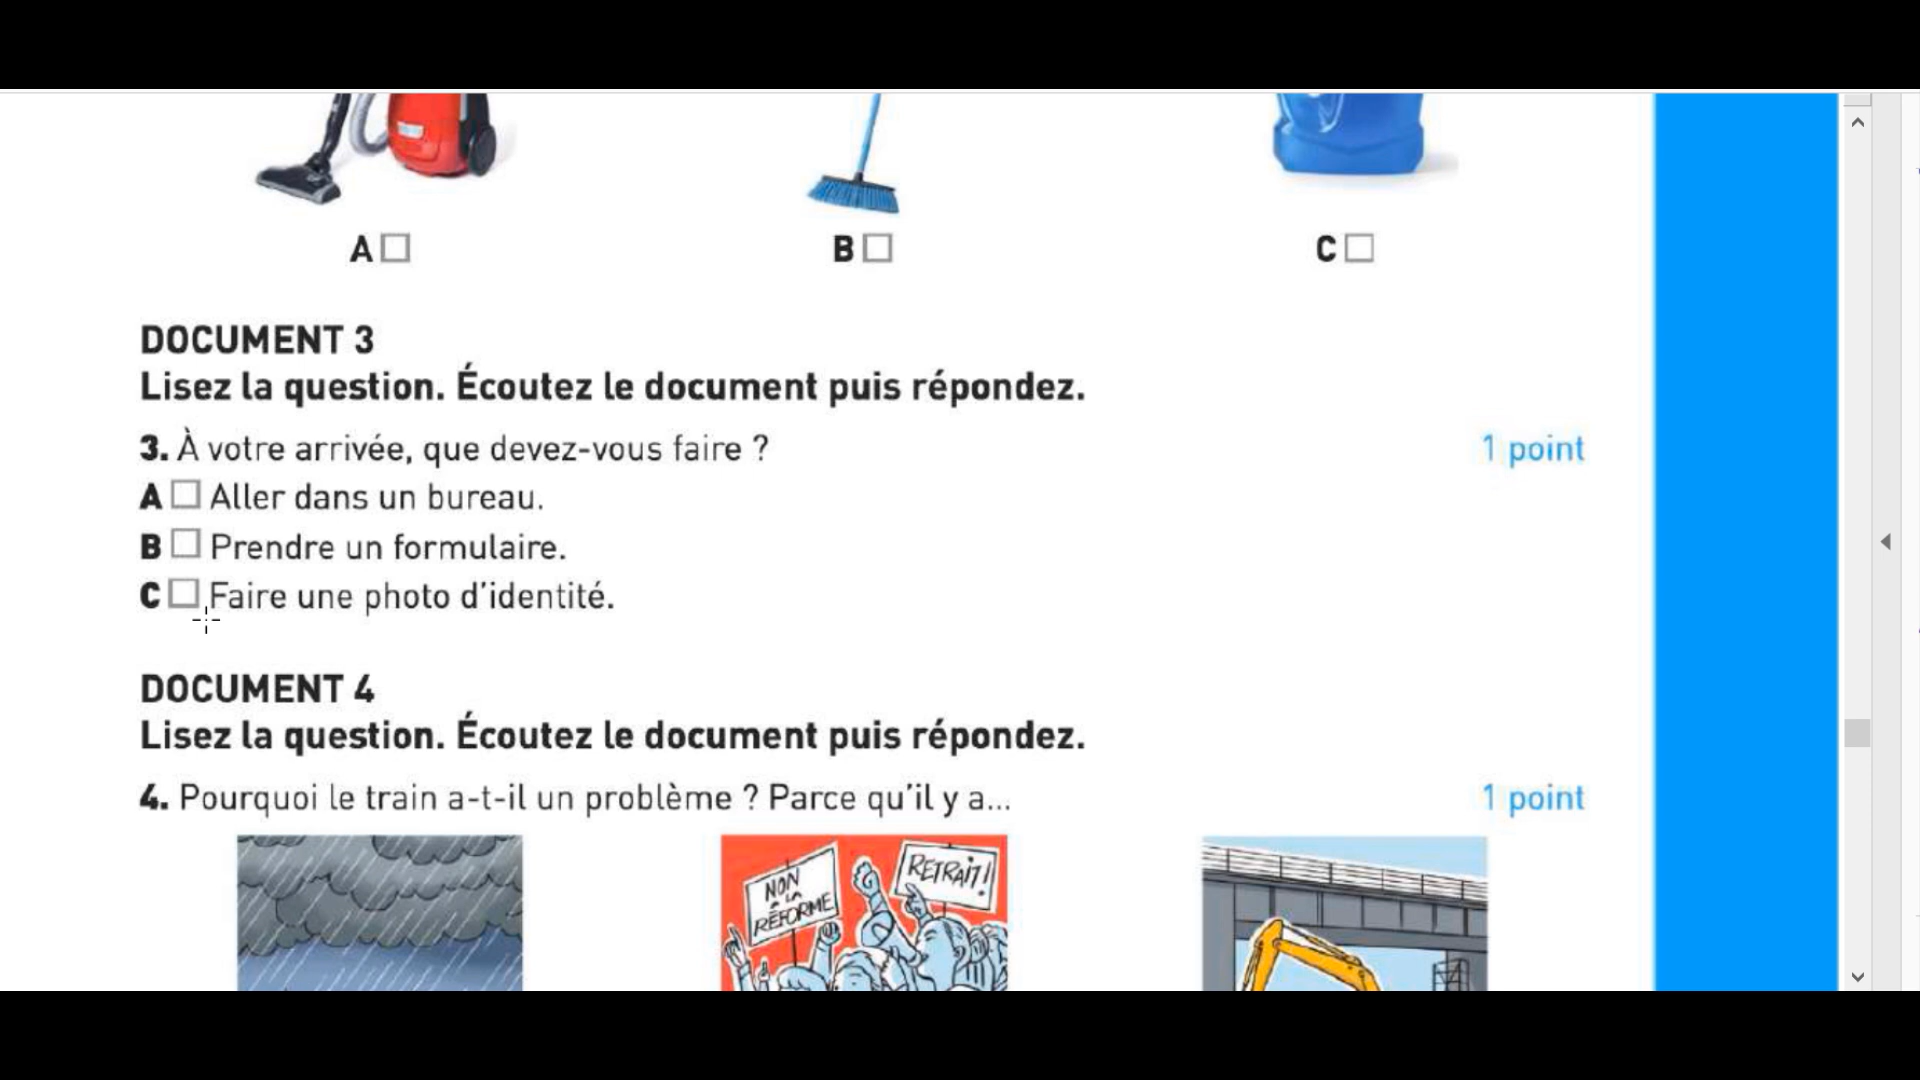 A
B
C
DOCUMENT 3
Lisez la question. Écoutez le document puis répondez.
3. À votre arrivée, que devez-vous faire ? 1 point
A Aller dans un bureau.
B Prendre un formulaire.
C Faire une photo d'identité.
DOCUMENT 4
Lisez la question. Écoutez le document puis répondez.
4. Pourquoi le train a-t-il un problème ? Parce qu'il y a... 1 point
NON
À LA
RÉFORME
RETRAIT!